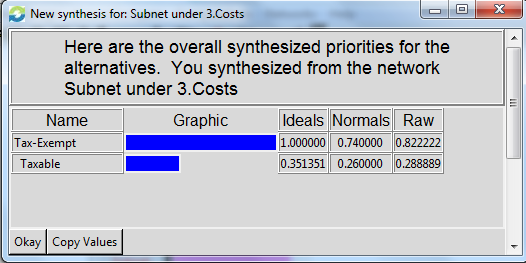 New synthesis for: Subnet under 3.Costs
Here are the overall synthesized priorities for the
alternatives.  You synthesized from the network
Subnet under 3.Costs
Name Graphic Ideals Normals Raw
Tax-Exempt 1.000000 0.740000 0.822222
Taxable 0.351351 0.260000 0.288889
Okay Copy Values